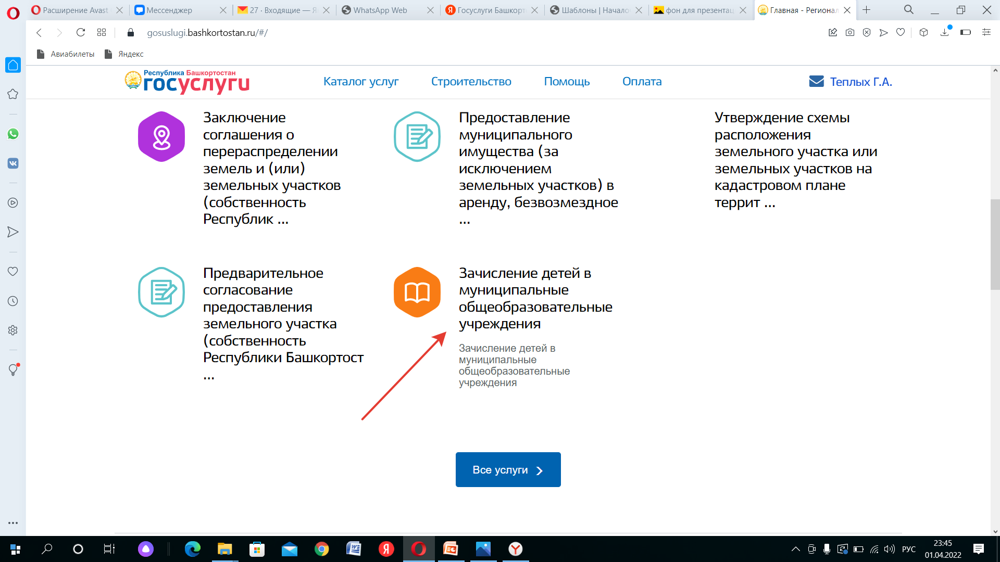 Расширение Avast
Мессенджер
27 · Входящие — Ян
WhatsApp Web
Госуслуги Башкорт
Шаблоны | Начало
фон для презентац
Главная - Регионал
gosuslugi.bashkortostan.ru/#/
Авиабилеты
Яндекс
Республика Башкортостан
госуслуги
Каталог услуг
Строительство
Помощь
Оплата
Теплых Г.А.
Заключение
соглашения о
перераспределении
земель и (или)
земельных участков
(собственность
Республик ...
Предоставление
муниципального
имущества (за
исключением
земельных участков) в
аренду, безвозмездное
...
Утверждение схемы
расположения
земельного участка или
земельных участков на
кадастровом плане
террит ...
Предварительное
согласование
предоставления
земельного участка
(собственность
Республики Башкортост
...
Зачисление детей в
муниципальные
общеобразовательные
учреждения
Зачисление детей в
муниципальные
общеобразовательные
учреждения
Все услуги
РУС
23:45
01.04.2022